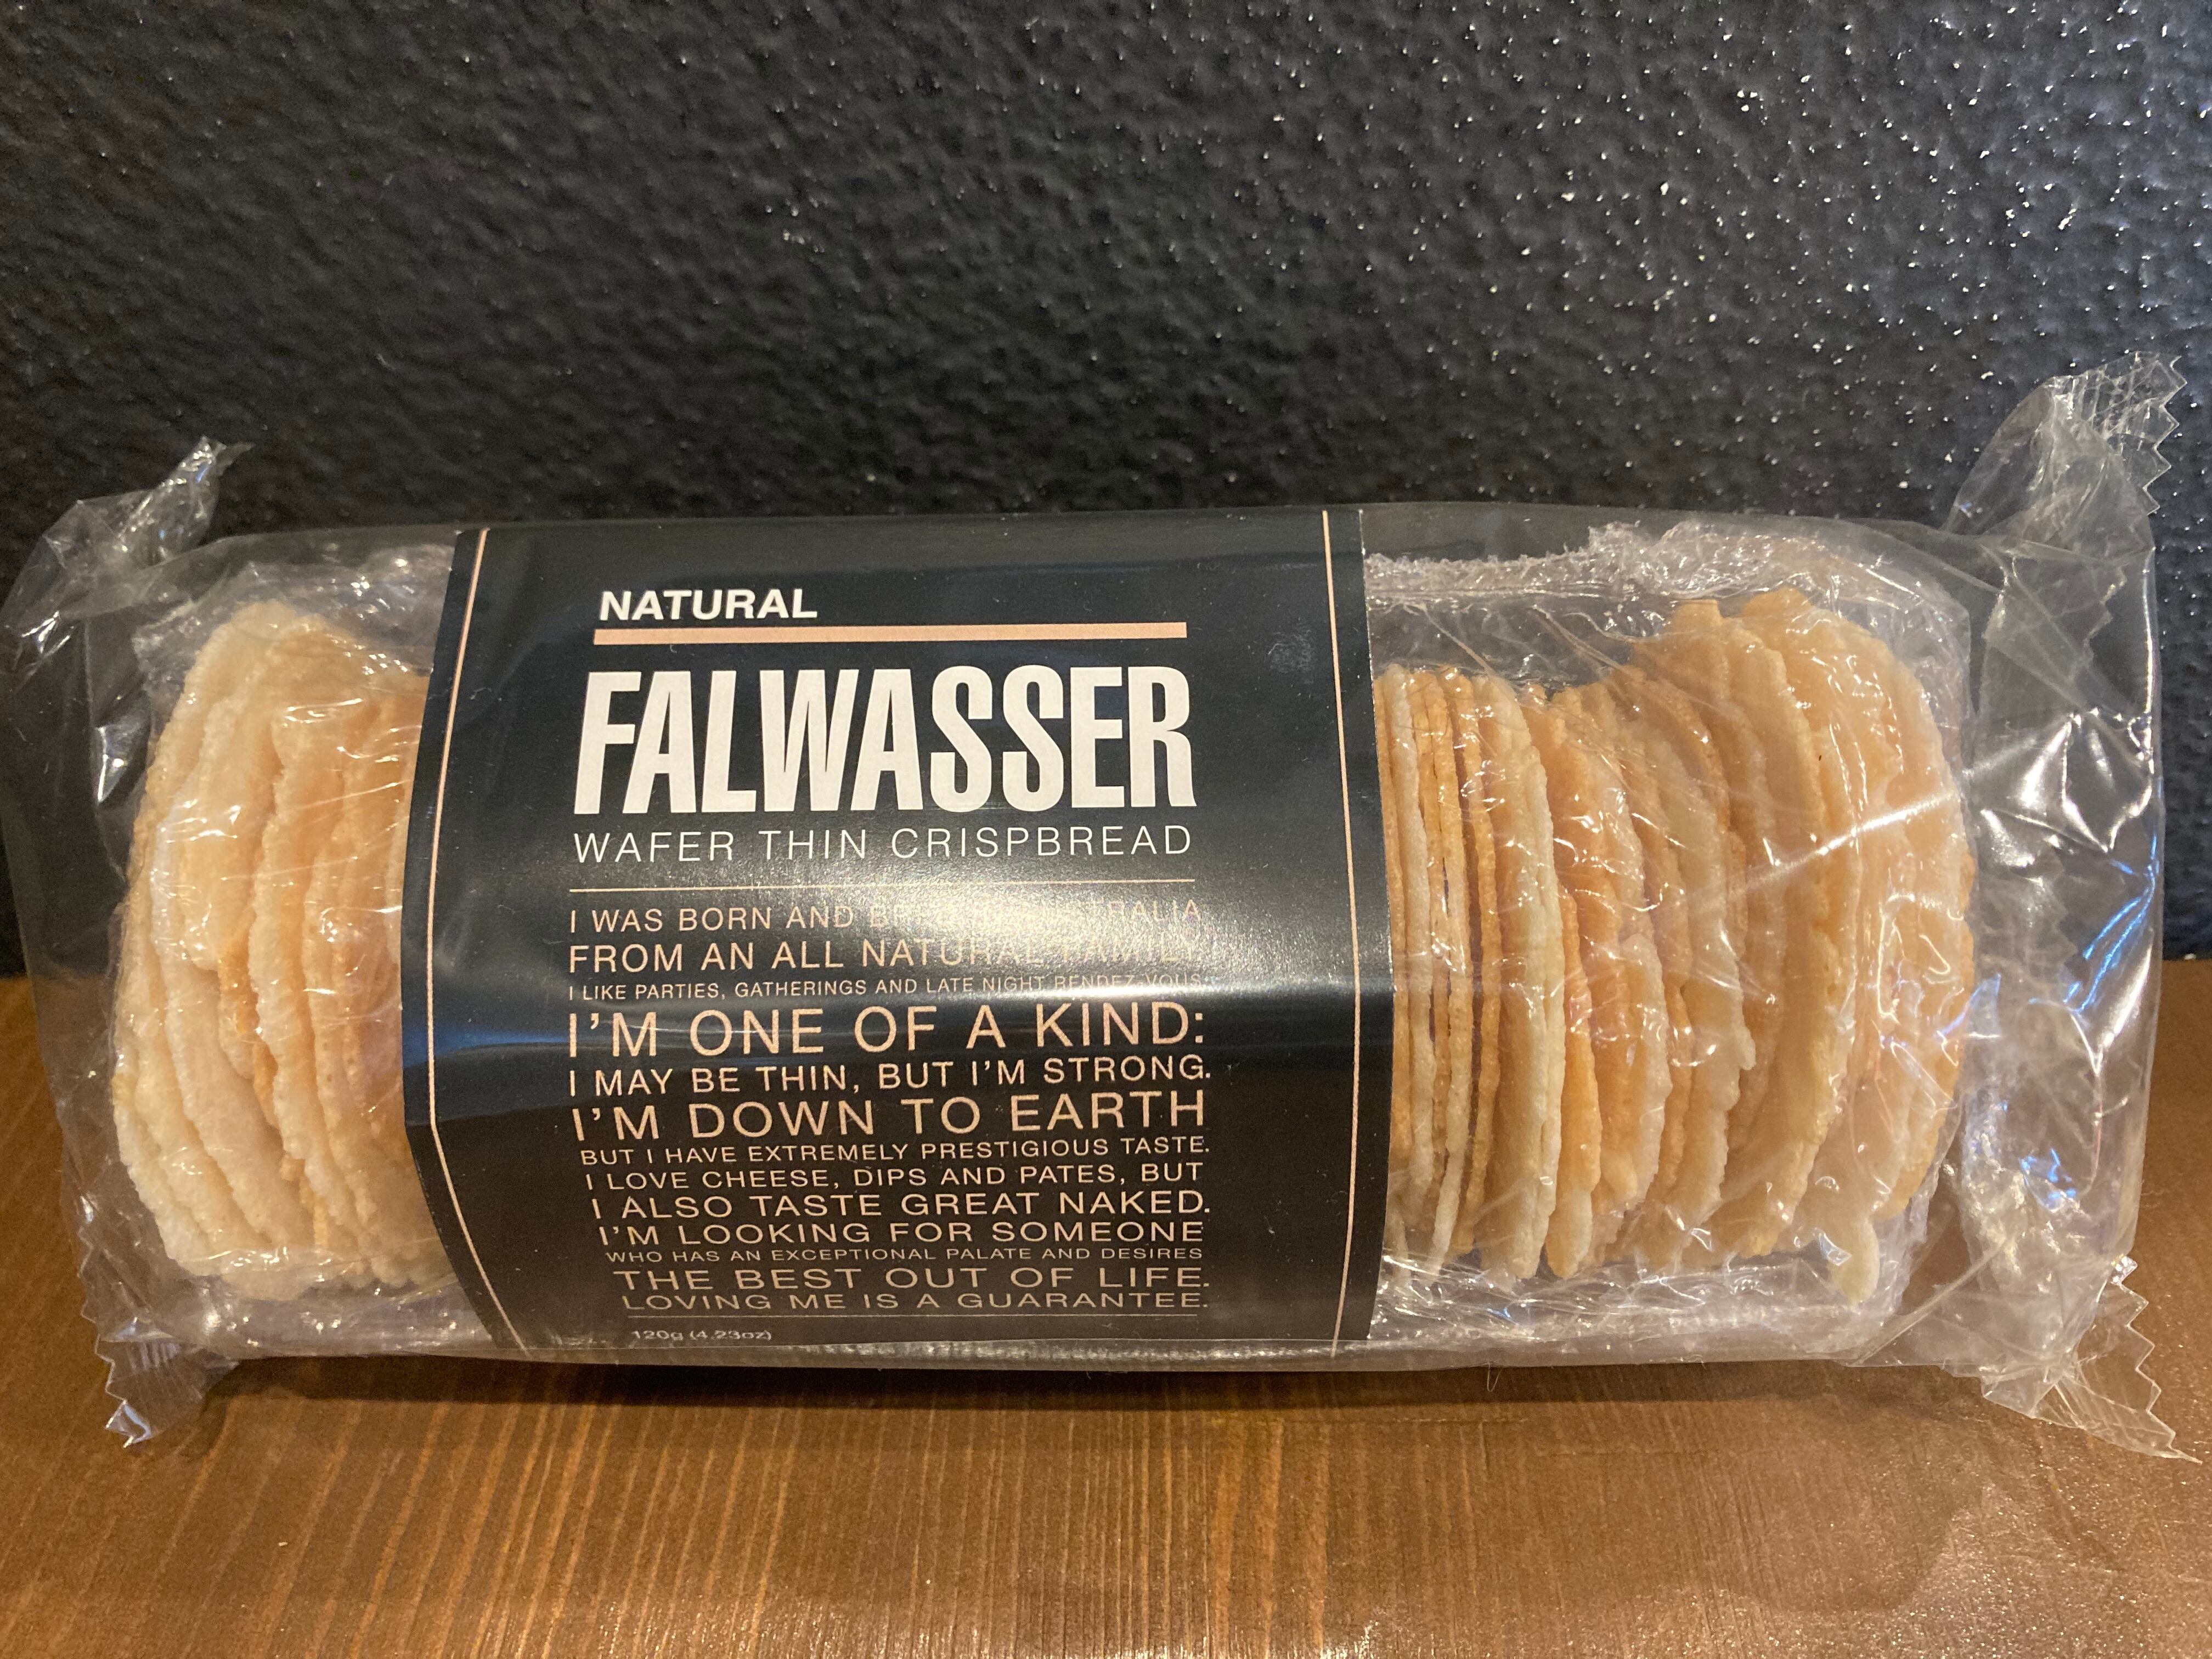 NATURAL
FALWASSER
WAFER THIN CRISPBREAD
I WAS BORN AND
FROM AN ALL NATURAL FAMILY.
I LIKE PARTIES, GATHERINGS AND LATE NIGHT RENDEZ-VOUS.
I'M ONE OF A KIND:
I MAY BE THIN, BUT I'M STRONG.
I'M DOWN TO EARTH
BUT I HAVE EXTREMELY PRESTIGIOUS TASTE.
I LOVE CHEESE, DIPS AND PATES, BUT
I ALSO TASTE GREAT NAKED.
I'M LOOKING FOR SOMEONE
WHO HAS AN EXCEPTIONAL PALATE AND DESIRES
THE BEST OUT OF LIFE.
LOVING ME IS A GUARANTEE.
120g (4.23oz)